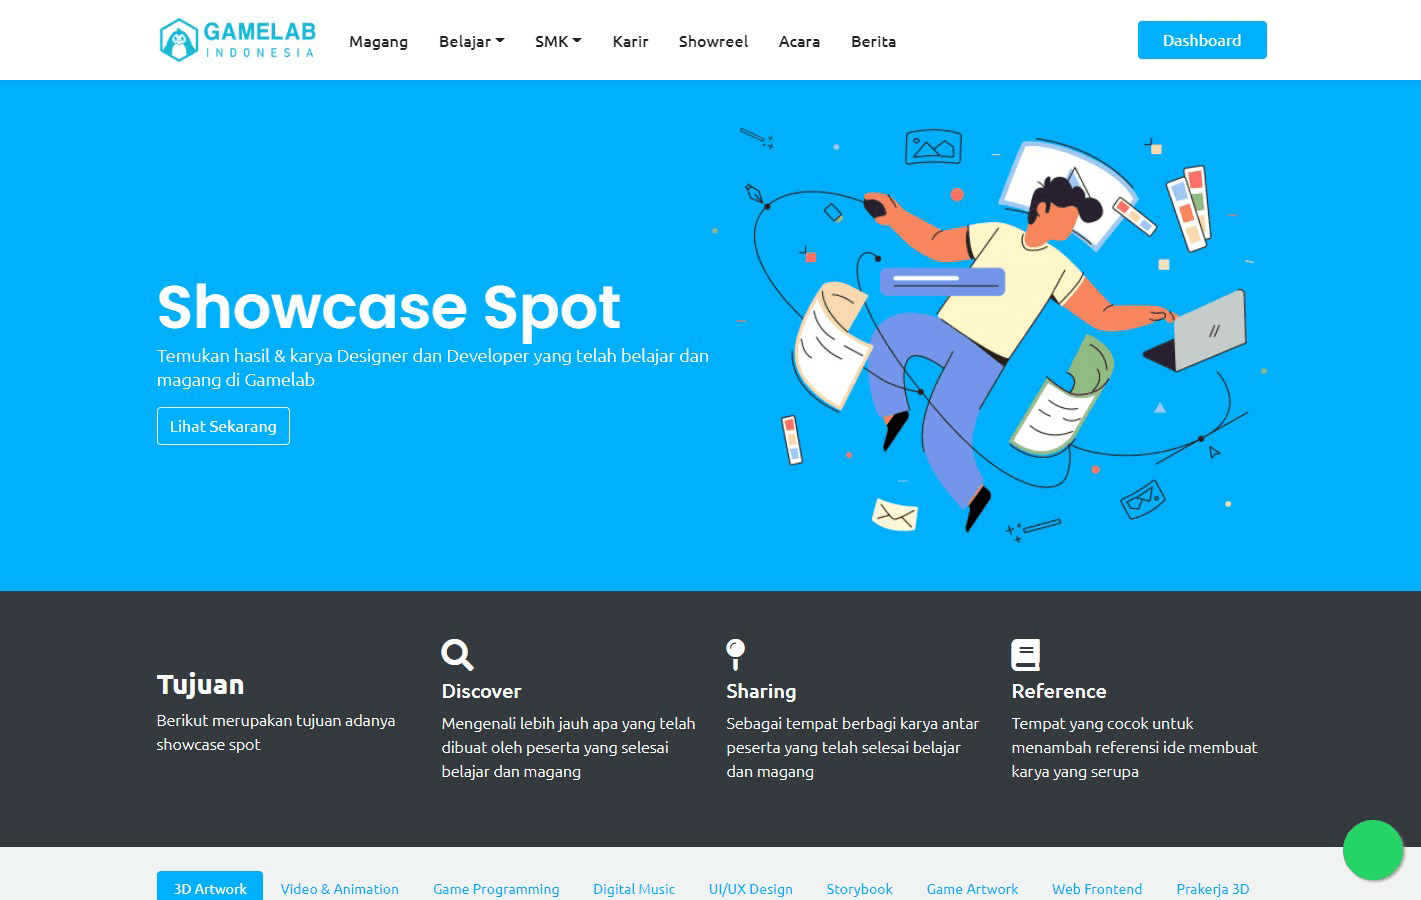 GAMELAB
INDONESIA
Magang
Belajar
SMK
Karir
Showreel
Acara
Berita
Dashboard
Showcase Spot
Temukan hasil & karya Designer dan Developer yang telah belajar dan
magang di Gamelab
Lihat Sekarang
Tujuan
Berikut merupakan tujuan adanya
showcase spot
Discover
Mengenali lebih jauh apa yang telah
dibuat oleh peserta yang selesai
belajar dan magang
Sharing
Sebagai tempat berbagi karya antar
peserta yang telah selesai belajar
dan magang
Reference
Tempat yang cocok untuk
menambah referensi ide membuat
karya yang serupa
3D Artwork
Video & Animation
Game Programming
Digital Music
UI/UX Design
Storybook
Game Artwork
Web Frontend
Prakerja 3D